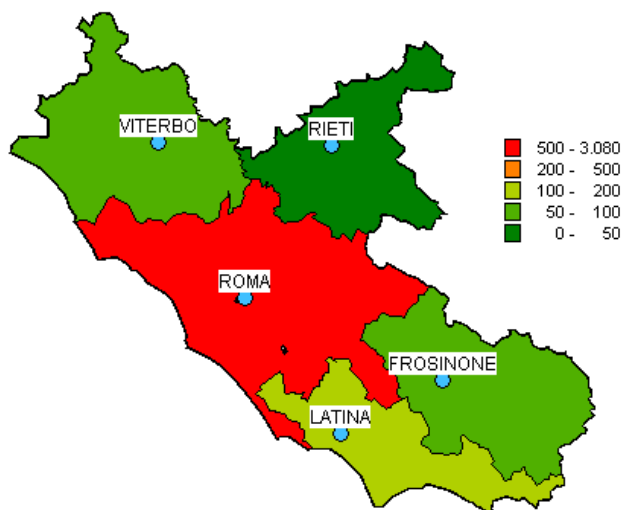 VITERBO
RIETI
500 - 3.080
200 - 500
100 - 200
50 - 100
0 - 50
ROMA
FROSINONE
LATINA